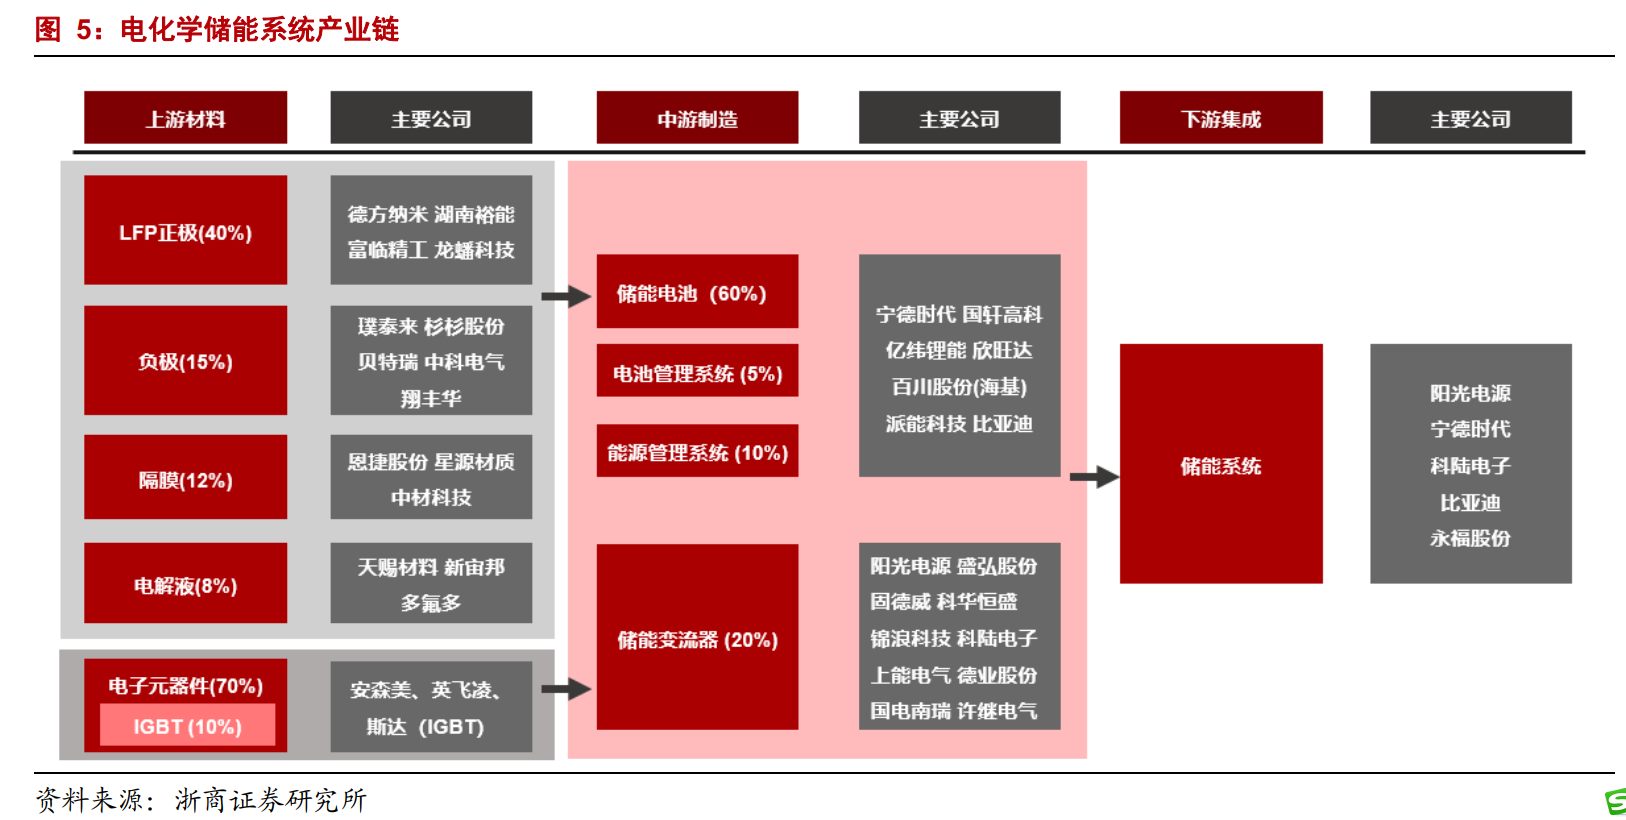 图 5：电化学储能系统产业链
上游材料
主要公司
中游制造
主要公司
下游集成
主要公司
LFP正极(40%)
德方纳米 湖南裕能
富临精工 龙蟠科技
负极(15%)
璞泰来 杉杉股份
贝特瑞 中科电气
翔丰华
隔膜(12%)
恩捷股份 星源材质
中材科技
电解液(8%)
天赐材料 新宙邦
多氟多
电子元器件(70%)
IGBT (10%)
安森美、英飞凌、
斯达（IGBT)
储能电池（60%)
电池管理系统 (5%)
能源管理系统 (10%)
宁德时代 国轩高科
亿纬锂能 欣旺达
百川股份(海基)
派能科技 比亚迪
储能变流器 (20%)
阳光电源 盛弘股份
固德威 科华恒盛
锦浪科技 科陆电子
上能电气 德业股份
国电南瑞 许继电气
储能系统
阳光电源
宁德时代
科陆电子
比亚迪
永福股份
资料来源：浙商证券研究所